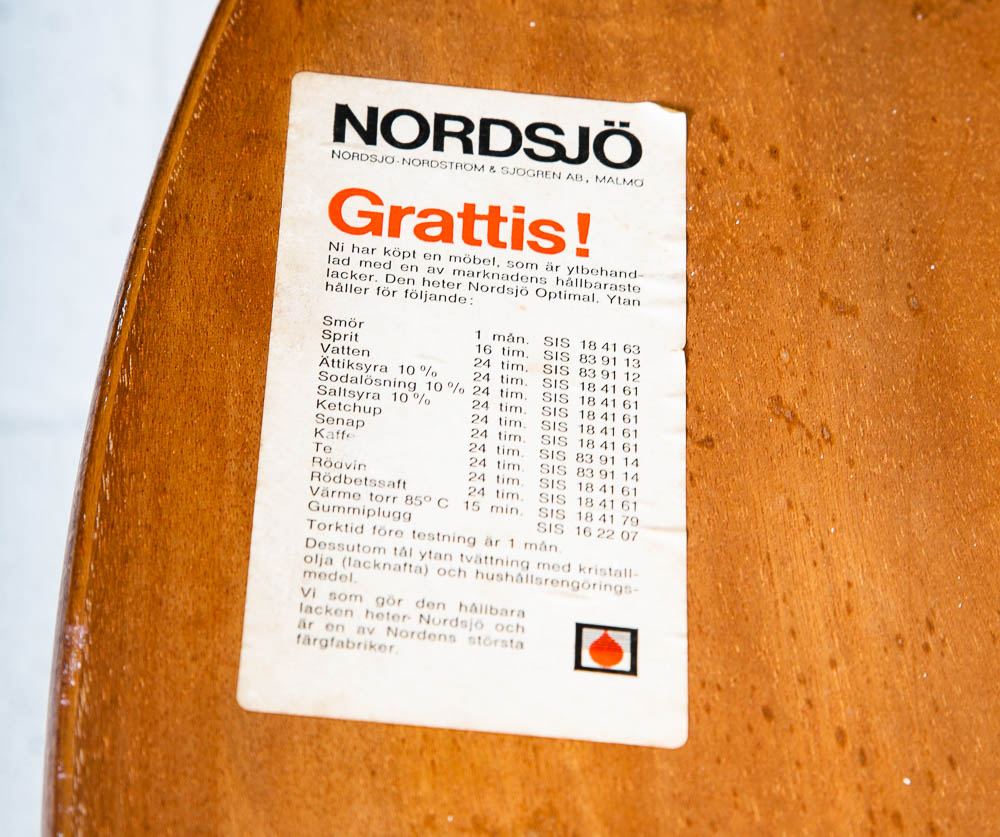 NORDSJÖ
NORDSJÖ-NORDSTRÖM & SJÖGREN AB, MALMÖ
Grattis!
Ni har köpt en möbel, som är ytbehand-
lad med en av marknadens hållbaraste
lacker. Den heter Nordsjö Optimal. Ytan
håller för följande:
Smör 1 mån. SIS 18 41 63
Sprit 16 tim. SIS 83 91 13
Vatten 24 tim. SIS 83 91 12
Ättiksyra 10 % 24 tim. SIS 18 41 61
Sodalösning 10 % 24 tim. SIS 18 41 61
Saltsyra 10 % 24 tim. SIS 18 41 61
Ketchup 24 tim. SIS 18 41 61
Senap 24 tim. SIS 18 41 61
Kaffe 24 tim. SIS 83 91 14
Te 24 tim. SIS 83 91 14
Rödvin 24 tim. SIS 18 41 61
Rödbetssaft 24 tim. SIS 18 41 61
Värme torr 85° C 15 min. SIS 18 41 79
Gummiplugg SIS 16 22 07
Torktid före testning är 1 mån.
Dessutom tål ytan tvättning med kristall-
olja (lacknafta) och hushållsrengörings-
medel.
Vi som gör den hållbara
lacken heter Nordsjö och
är en av Nordens största
färgfabriker.